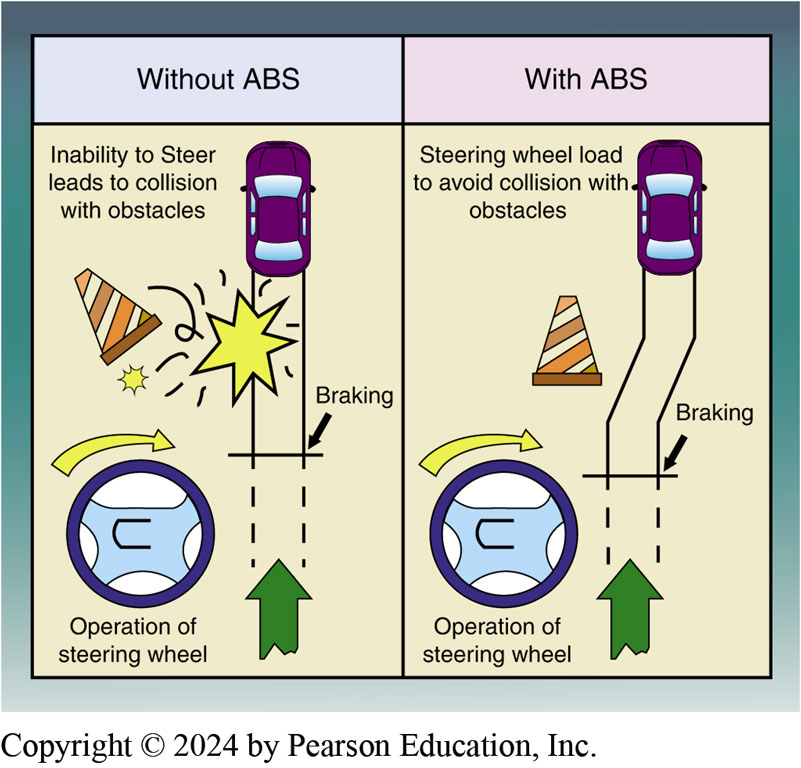 Without ABS
With ABS
Inability to Steer
leads to collision
with obstacles
Braking
Operation of
steering wheel
Steering wheel load
to avoid collision with
obstacles
Braking
Operation of
steering wheel
Copyright © 2024 by Pearson Education, Inc.